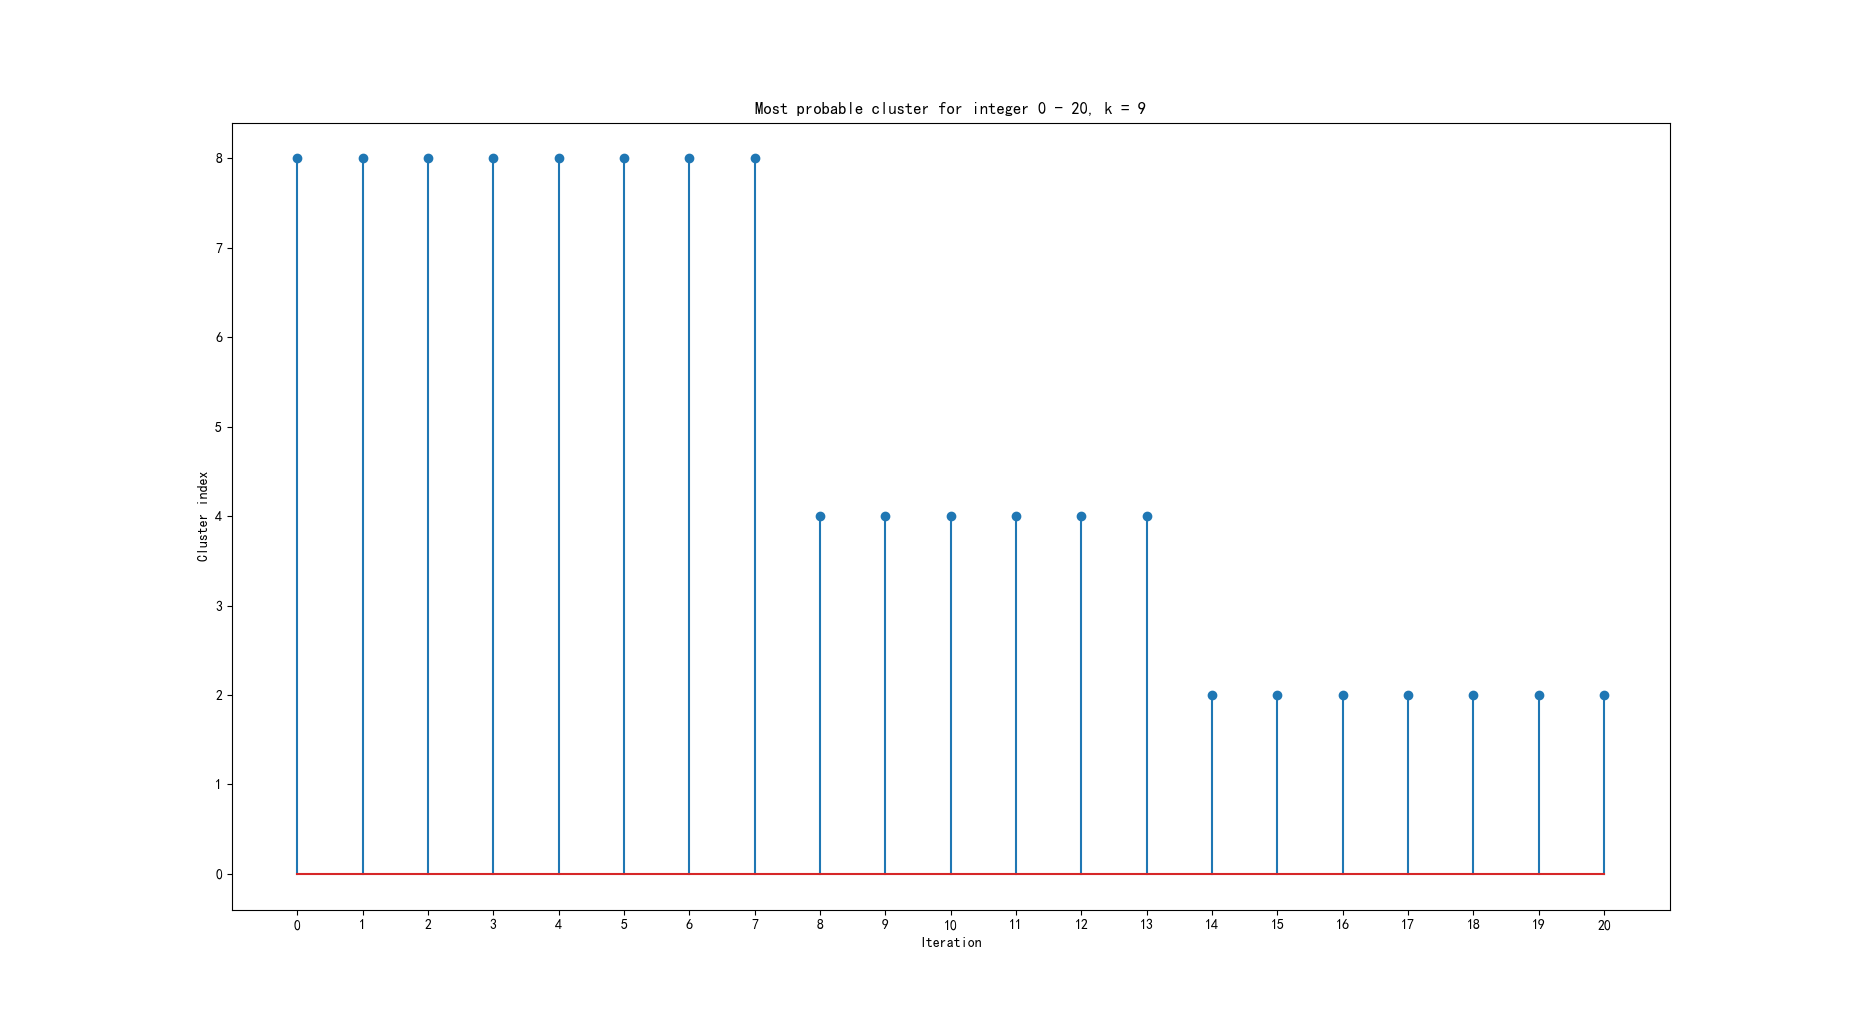 Most probable cluster for integer 0 - 20, k = 9
8
7
6
5
4
3
2
1
0
Cluster index
0 1 2 3 4 5 6 7 8 9 10 11 12 13 14 15 16 17 18 19 20
Iteration